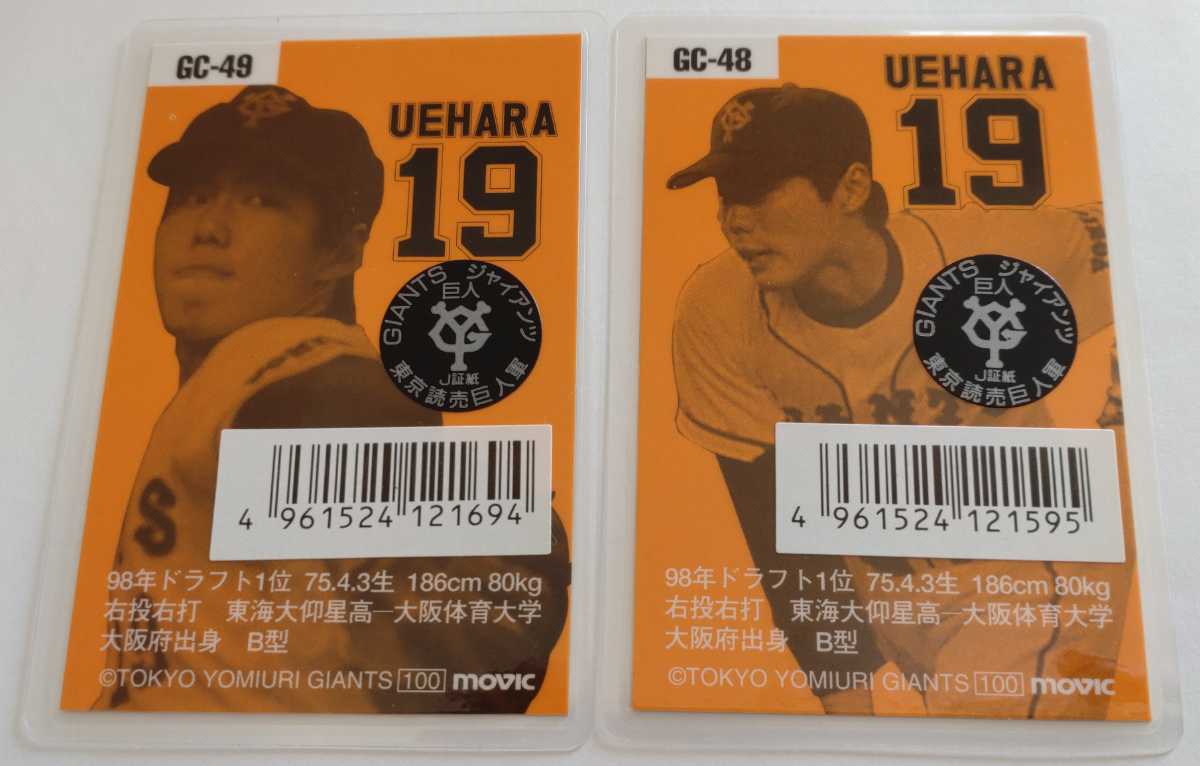 GC-49
UEHARA
19
GIANTS ジャイアンツ
巨人
YG
J証紙
東京読売巨人軍
4 961524 121694
S
98年ドラフト1位 75.4.3生 186cm 80kg
右投右打 東海大仰星高―大阪体育大学
大阪府出身 B型
©TOKYO YOMIURI GIANTS 100 movic
GC-48
UEHARA
19
GIANTS ジャイアンツ
巨人
YG
J証紙
東京読売巨人軍
4 961524 121595
98年ドラフト1位 75.4.3生 186cm 80kg
右投右打 東海大仰星高―大阪体育大学
大阪府出身 B型
©TOKYO YOMIURI GIANTS 100 movic